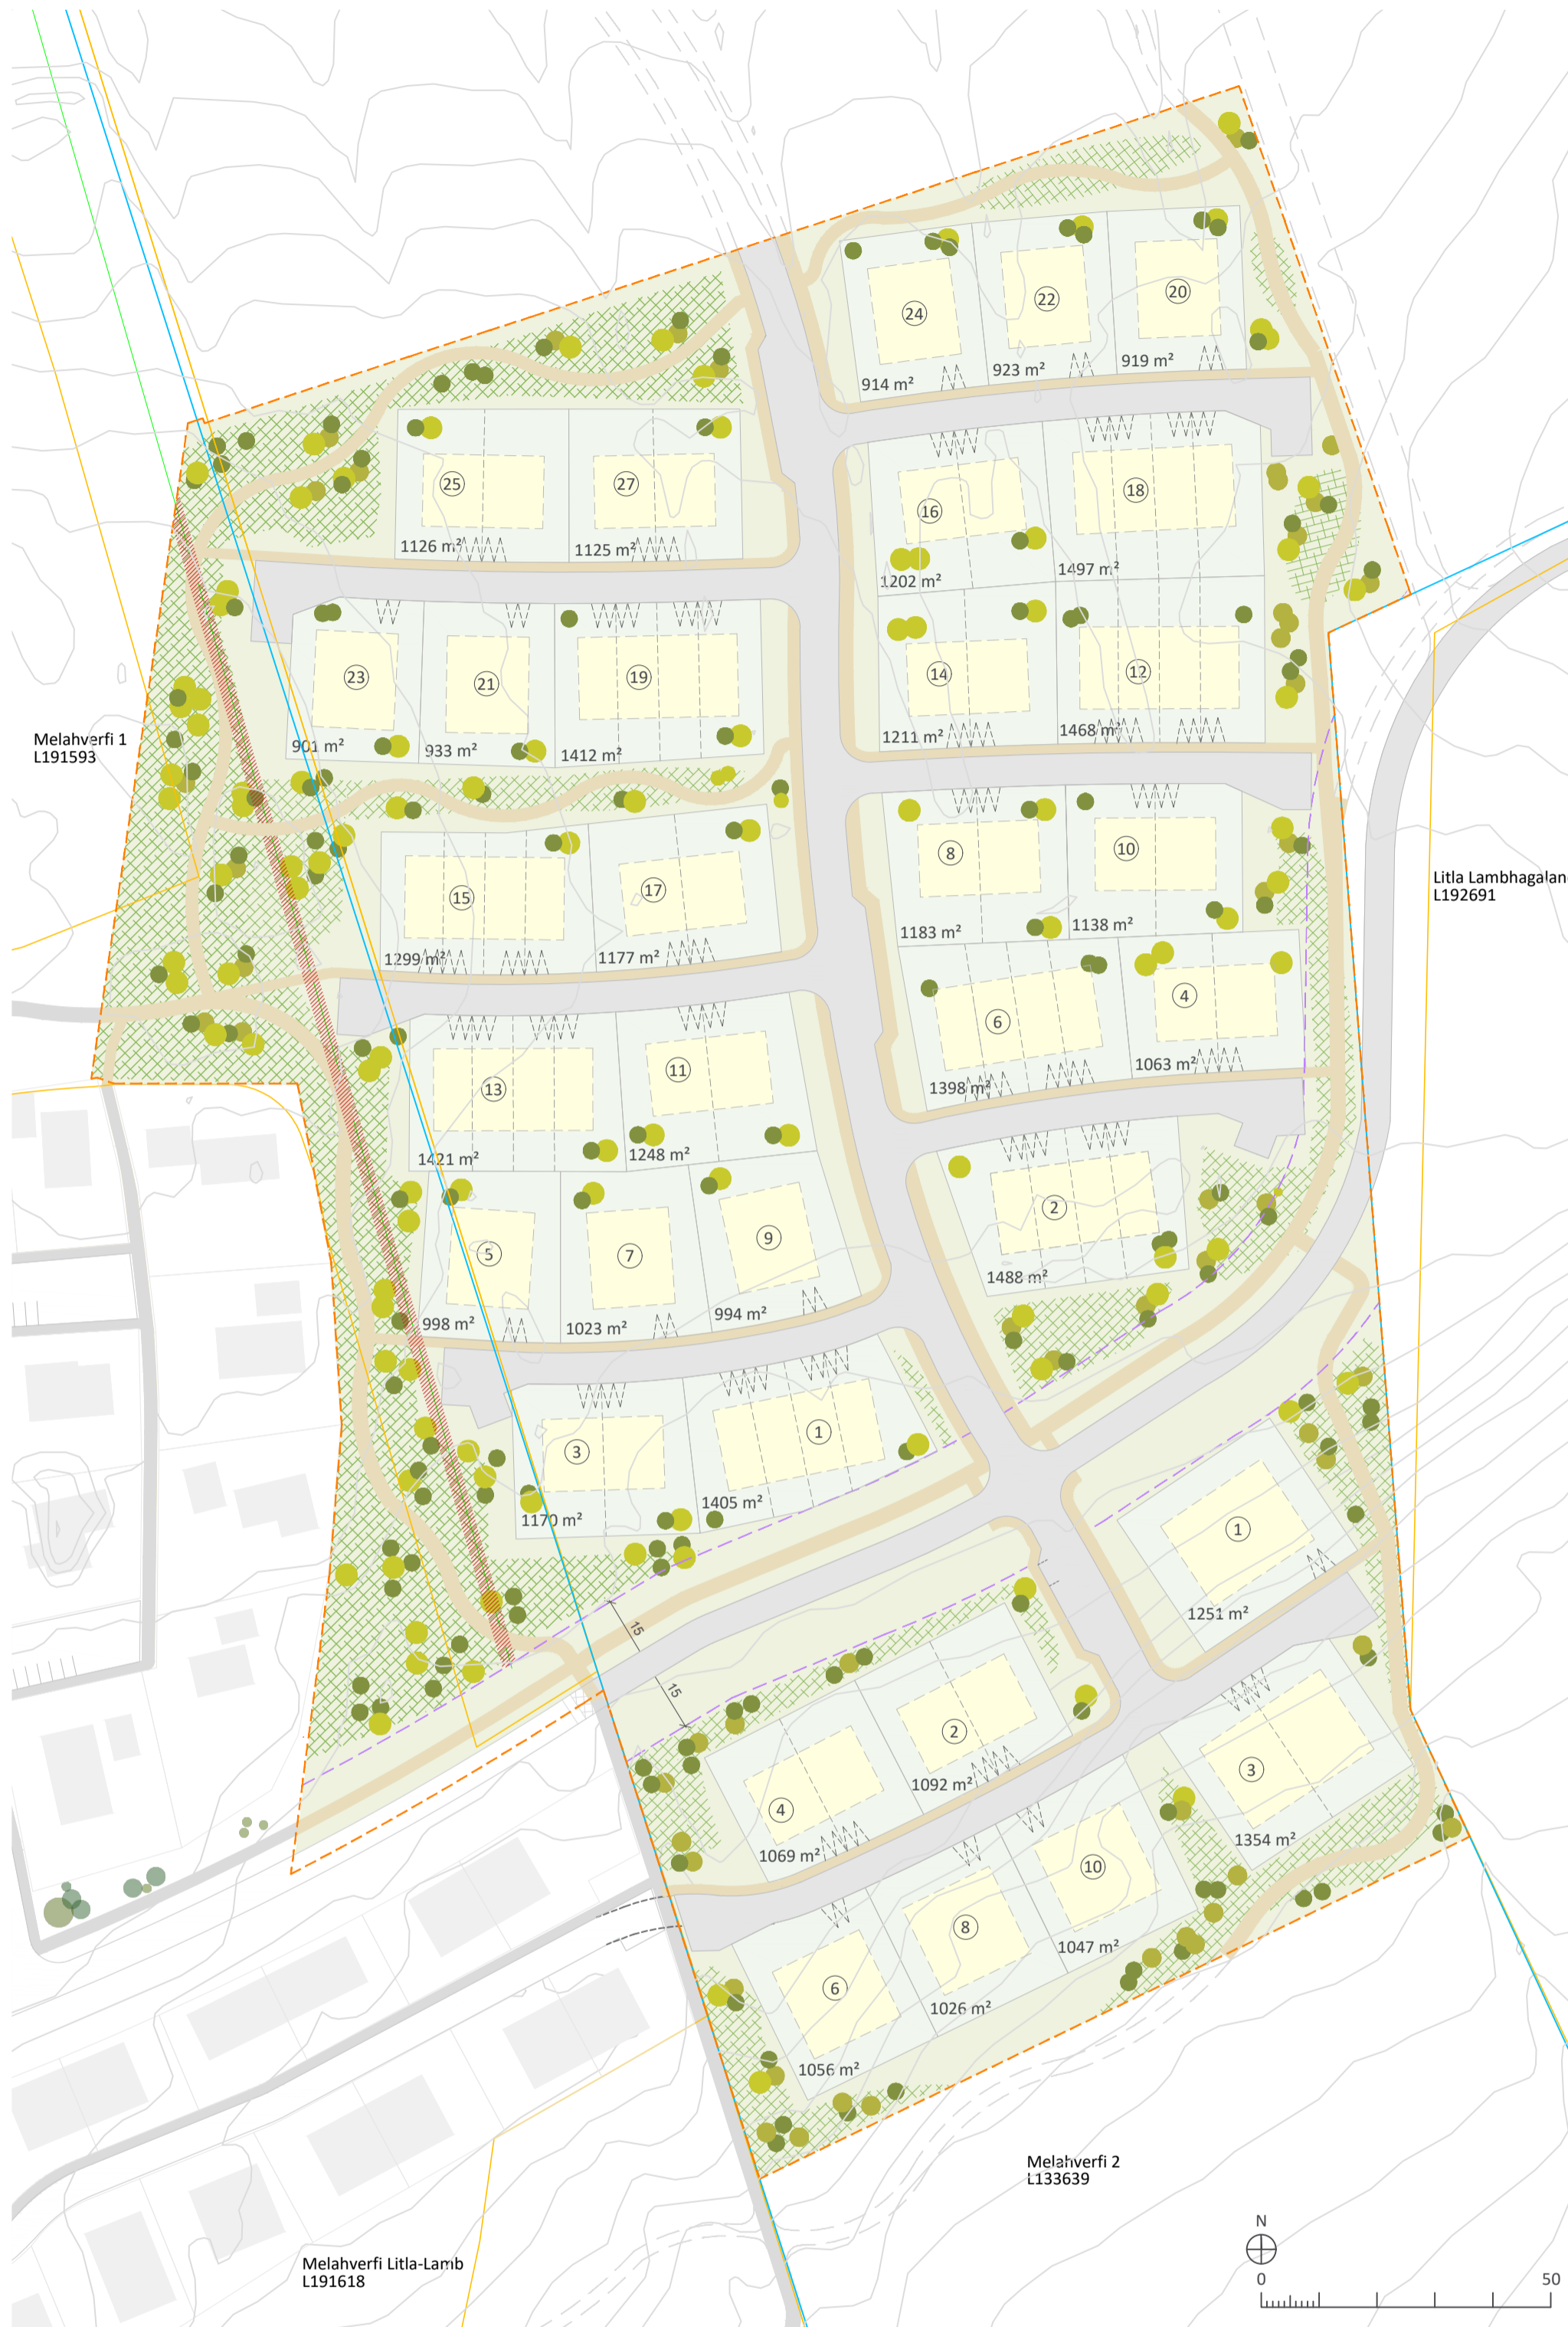 24
22
20
914 m²
923 m²
919 m²
25
27
16
18
1126 m²
1125 m²
1202 m²
1497 m²
23
21
19
14
12
901 m²
933 m²
1412 m²
1211 m²
1468 m²
Melahverfi 1
L191593
15
17
8
10
1299 m²
1177 m²
1183 m²
1138 m²
Litla Lambhagalan
L192691
13
11
6
4
1421 m²
1248 m²
1398 m²
1063 m²
5
7
9
2
998 m²
1023 m²
994 m²
1488 m²
3
1
1170 m²
1405 m²
1
1251 m²
15
15
4
2
3
1069 m²
1092 m²
1354 m²
6
8
10
1056 m²
1026 m²
1047 m²
Melahverfi 2
L133639
Melahverfi Litla-Lamb
L191618
N
0
50